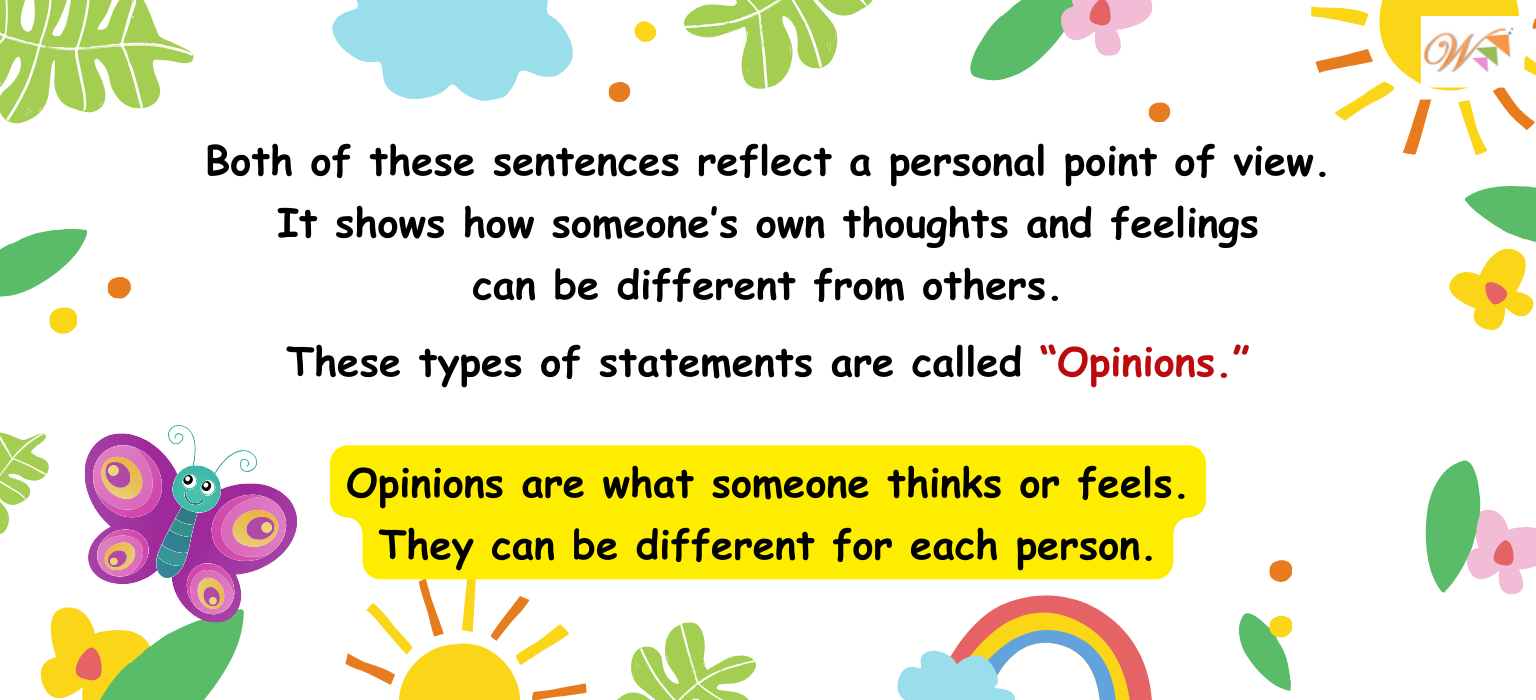 Both of these sentences reflect a personal point of view.
It shows how someone’s own thoughts and feelings
can be different from others.
These types of statements are called “Opinions.”
Opinions are what someone thinks or feels.
They can be different for each person.